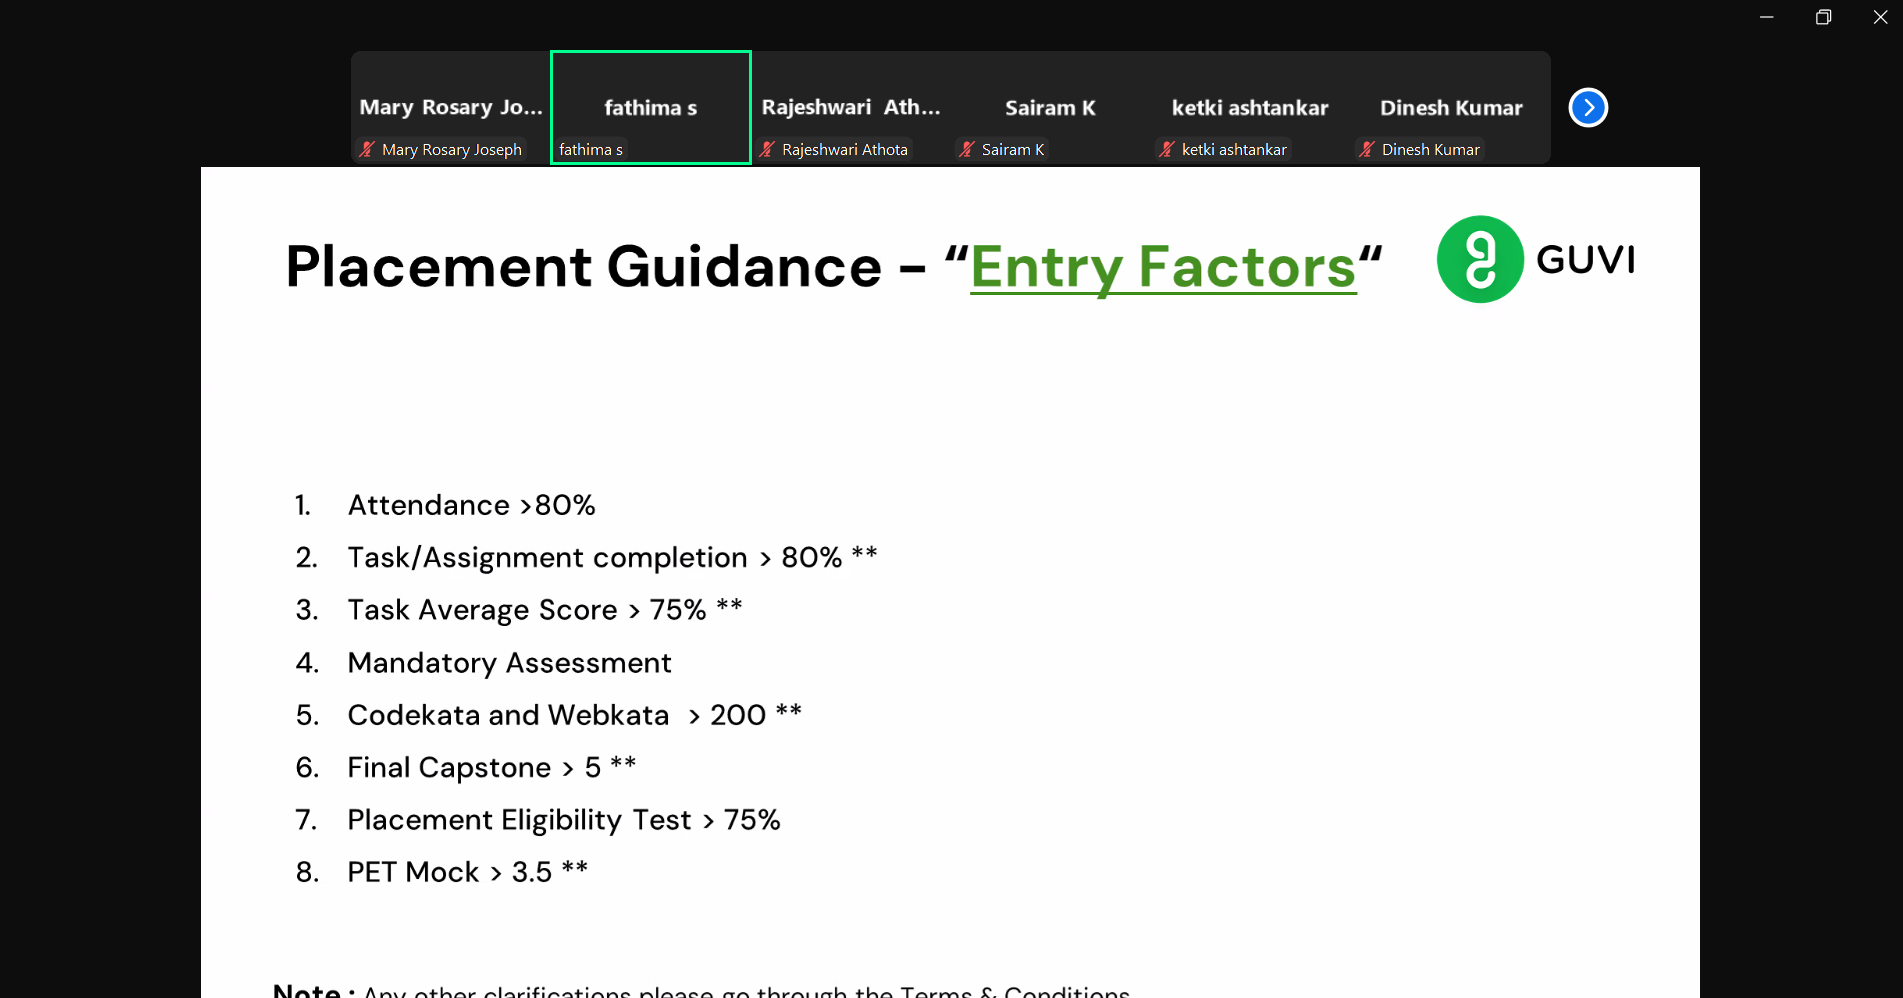 Mary Rosary Jo...
fathima s
Rajeshwari Ath...
Sairam K
ketki ashtankar
Dinesh Kumar
Mary Rosary Joseph
fathima s
Rajeshwari Athota
Sairam K
ketki ashtankar
Dinesh Kumar
Placement Guidance - “Entry Factors“
GUVI
1. Attendance >80%
2. Task/Assignment completion > 80% **
3. Task Average Score > 75% **
4. Mandatory Assessment
5. Codekata and Webkata > 200 **
6. Final Capstone > 5 **
7. Placement Eligibility Test > 75%
8. PET Mock > 3.5 **
Note : Any other clarifications please go through the Terms & Conditions